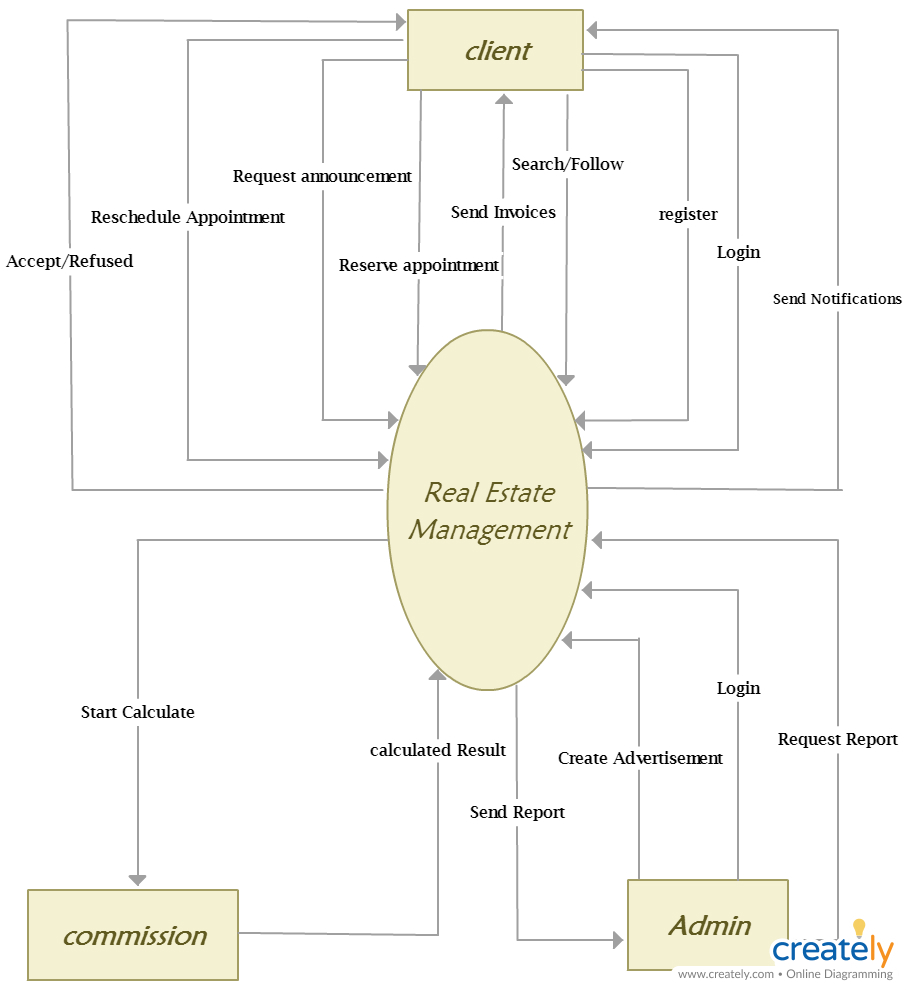 client
Request announcement
Search/Follow
Reschedule Appointment
Send Invoices
register
Accept/Refused
Reserve appointment
Login
Send Notifications
Real Estate
Management
Start Calculate
calculated Result
Create Advertisement
Login
Request Report
Send Report
commission
Admin
creately
www.creately.com • Online Diagramming